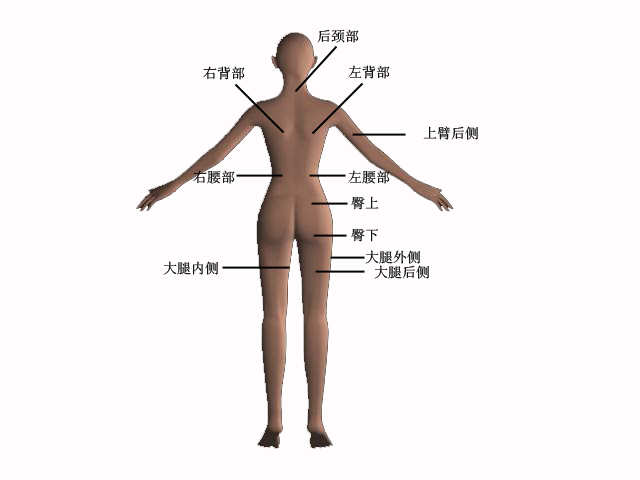 后颈部
右背部
左背部
上臂后侧
右腰部
左腰部
臀上
臀下
大腿外侧
大腿内侧
大腿后侧